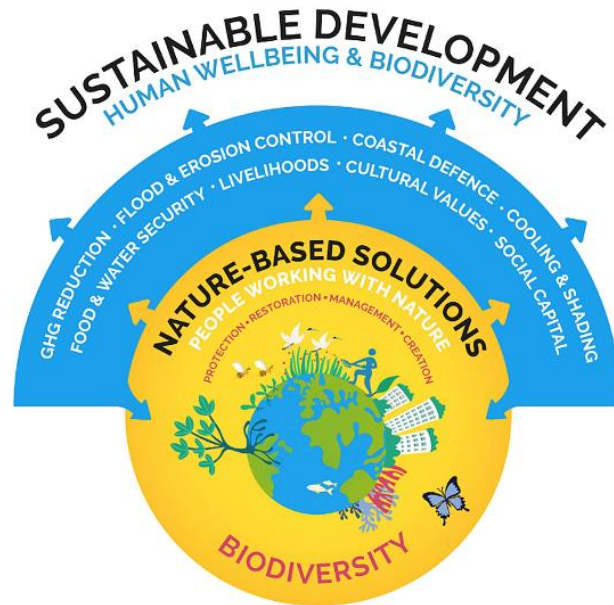 SUSTAINABLE DEVELOPMENT
HUMAN WELLBEING & BIODIVERSITY
GHG REDUCTION · FLOOD & EROSION CONTROL · COASTAL DEFENCE · COOLING & SHADING
FOOD & WATER SECURITY · LIVELIHOODS · CULTURAL VALUES · SOCIAL CAPITAL
NATURE-BASED SOLUTIONS
PEOPLE WORKING WITH NATURE
PROTECTION • RESTORATION • MANAGEMENT • CREATION
BIODIVERSITY